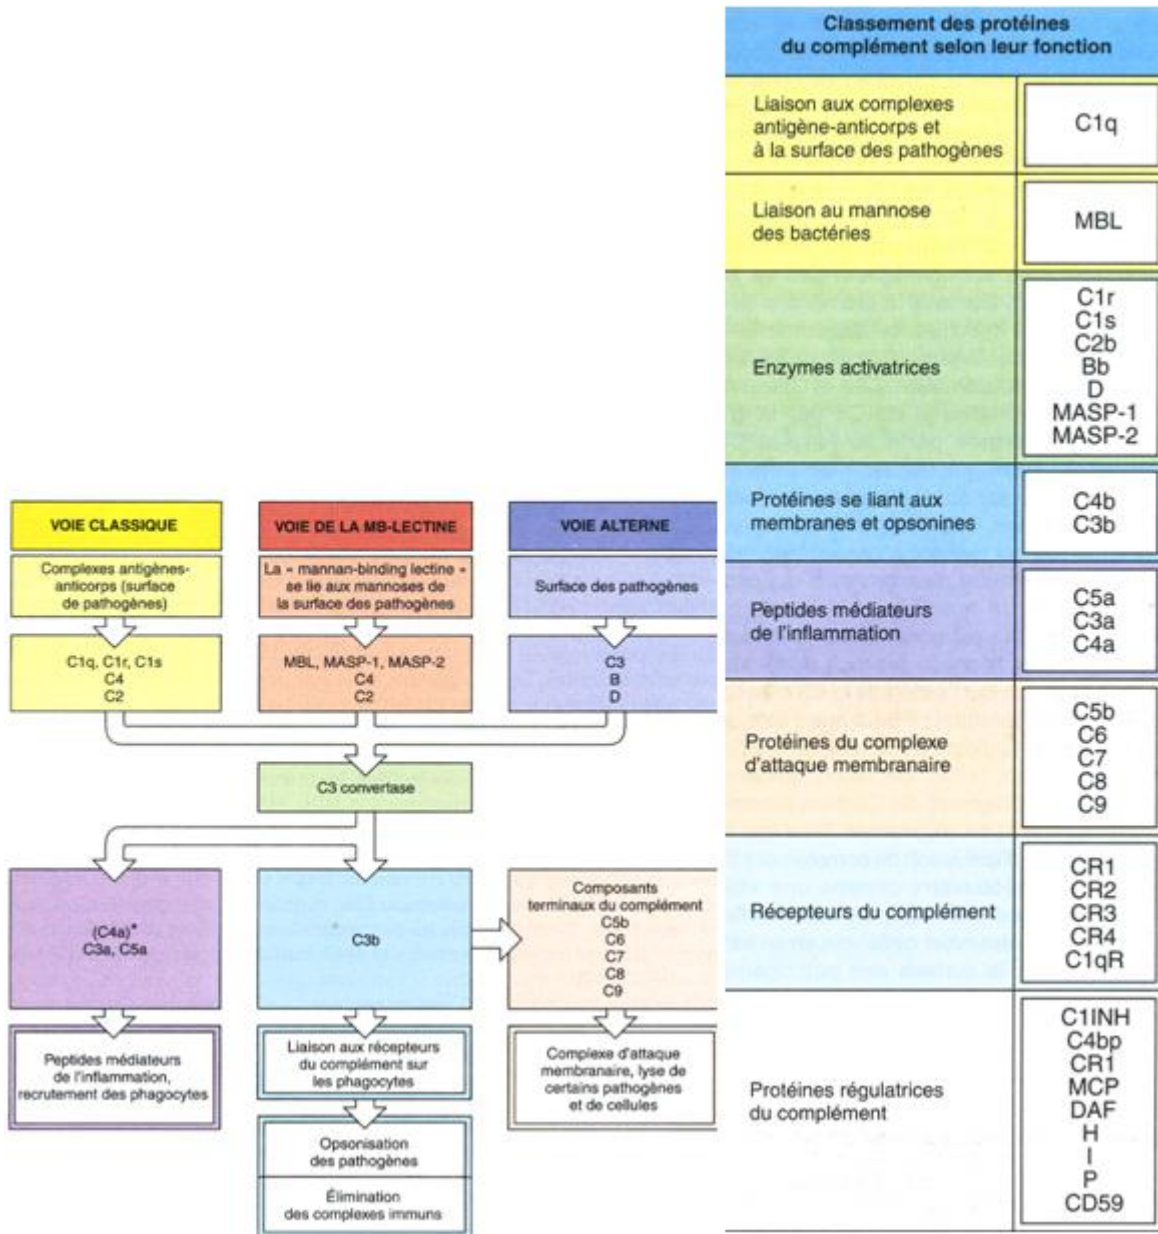 VOIE CLASSIQUE
Complexes antigènes-
anticorps (surface
de pathogènes)
C1q, C1r, C1s
C4
C2
VOIE DE LA MB-LECTINE
La « mannan-binding lectine »
se lie aux mannoses de
la surface des pathogènes
MBL, MASP-1, MASP-2
C4
C2
VOIE ALTERNE
Surface des pathogènes
C3
B
D
C3 convertase
(C4a)*
C3a, C5a
Peptides médiateurs
de l'inflammation,
recrutement des phagocytes
C3b
Liaison aux récepteurs
du complément sur
les phagocytes
Opsonisation
des pathogènes
Élimination
des complexes immuns
Composants
terminaux du complément
C5b
C6
C7
C8
C9
Complexe d'attaque
membranaire, lyse de
certains pathogènes
et de cellules
Classement des protéines
du complément selon leur fonction
Liaison aux complexes
antigène-anticorps et
à la surface des pathogènes
C1q
Liaison au mannose
des bactéries
MBL
Enzymes activatrices
C1r
C1s
C2b
Bb
D
MASP-1
MASP-2
Protéines se liant aux
membranes et opsonines
C4b
C3b
Peptides médiateurs
de l'inflammation
C5a
C3a
C4a
Protéines du complexe
d'attaque membranaire
C5b
C6
C7
C8
C9
Récepteurs du complément
CR1
CR2
CR3
CR4
C1qR
Protéines régulatrices
du complément
C1INH
C4bp
CR1
MCP
DAF
H
I
P
CD59